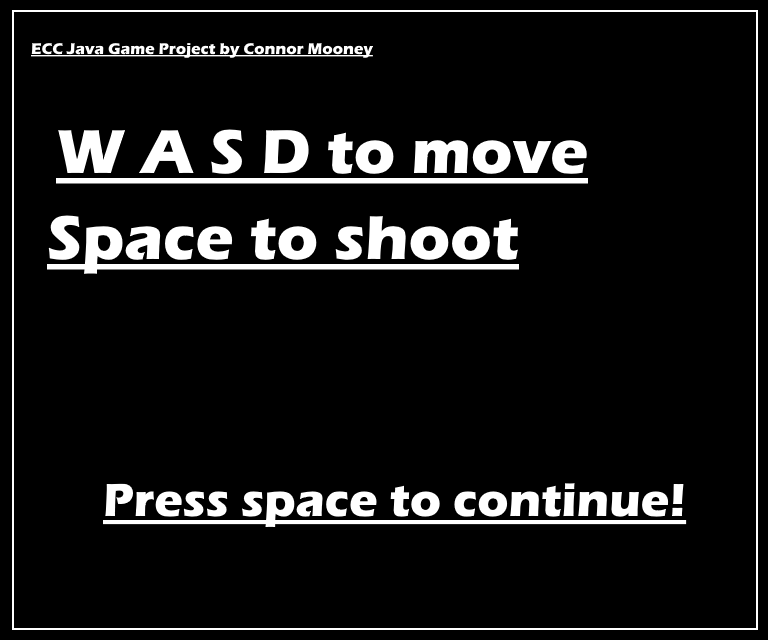 ECC Java Game Project by Connor Mooney
W A S D to move
Space to shoot
Press space to continue!